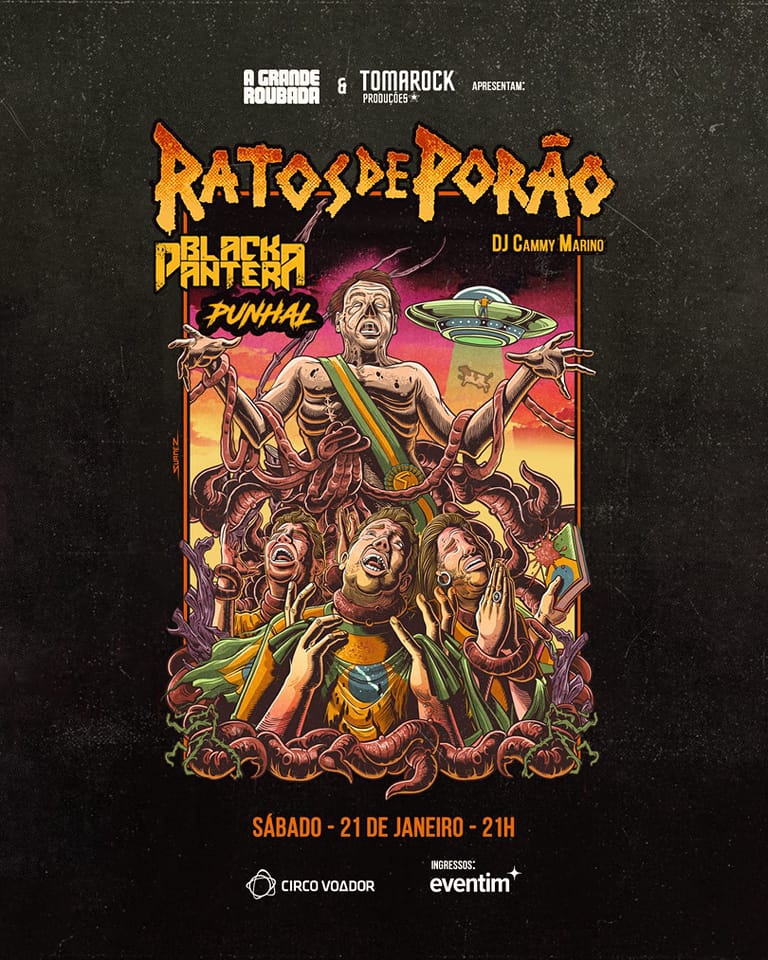 A GRANDE
ROUBADA
&
TOMAROCK
PRODUÇÕES
APRESENTAM:
RATOS DE PORÃO
BLACK
PANTERA
DJ CAMMY MARINO
PUNHAL
SUAREZ
SÁBADO - 21 DE JANEIRO - 21H
CIRCO VOADOR
INGRESSOS:
eventim